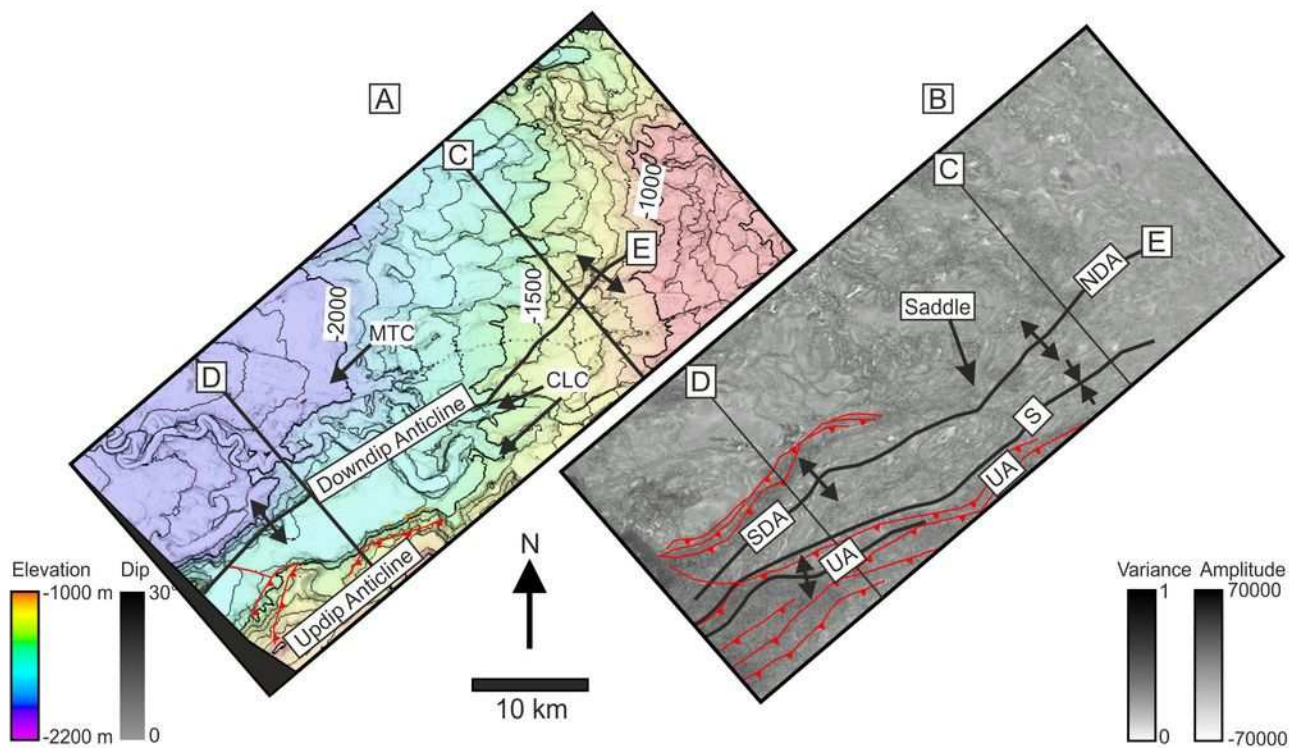 A
B
C
C
-1000
E
E
NDA
-1500
-2000
Saddle
MTC
D
D
CLC
S
Downdip Anticline
UA
SDA
UA
Updip Anticline
N
10 km
Elevation Dip
-1000 m
30°
-2200 m
0
Variance Amplitude
1
70000
0
-70000